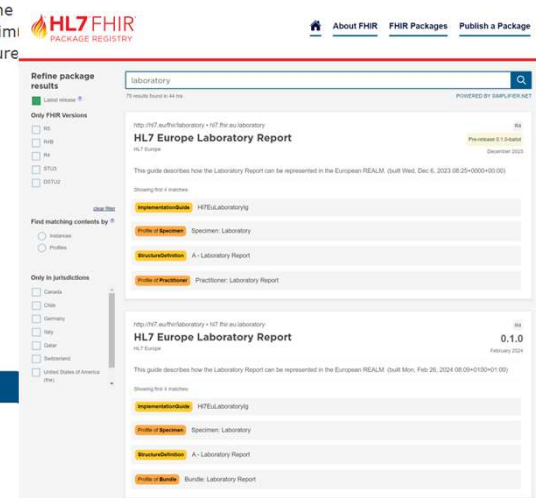 HL7 FHIR
PACKAGE REGISTRY
About FHIR FHIR Packages Publish a Package
Refine package
results
Latest release
Only FHIR Versions
R5
R4B
R4
STU3
DSTU2
clear filter
Find matching contents by
Instances
Profiles
Only in jurisdictions
Canada
Chile
Germany
Italy
Qatar
Switzerland
United States of America
(the)
laboratory
75 results found in 44 ms
POWERED BY SIMPLIFIER.NET
http://hl7.eu/fhir/laboratory • hl7.fhir.eu.laboratory
R4
HL7 Europe Laboratory Report
Pre-release 0.1.0-ballot
HL7 Europe
December 2023
This guide describes how the Laboratory Report can be represented in the European REALM. (built Wed, Dec 6, 2023 08:25+0000+00:00)
Showing first 4 matches:
ImplementationGuide Hl7EuLaboratoryIg
Profile of Specimen Specimen: Laboratory
StructureDefinition A - Laboratory Report
Profile of Practitioner Practitioner: Laboratory Report
http://hl7.eu/fhir/laboratory • hl7.fhir.eu.laboratory
R4
HL7 Europe Laboratory Report
0.1.0
HL7 Europe
February 2024
This guide describes how the Laboratory Report can be represented in the European REALM. (built Mon, Feb 26, 2024 08:09+0100+01:00)
Showing first 4 matches:
ImplementationGuide Hl7EuLaboratoryIg
Profile of Specimen Specimen: Laboratory
StructureDefinition A - Laboratory Report
Profile of Bundle Bundle: Laboratory Report